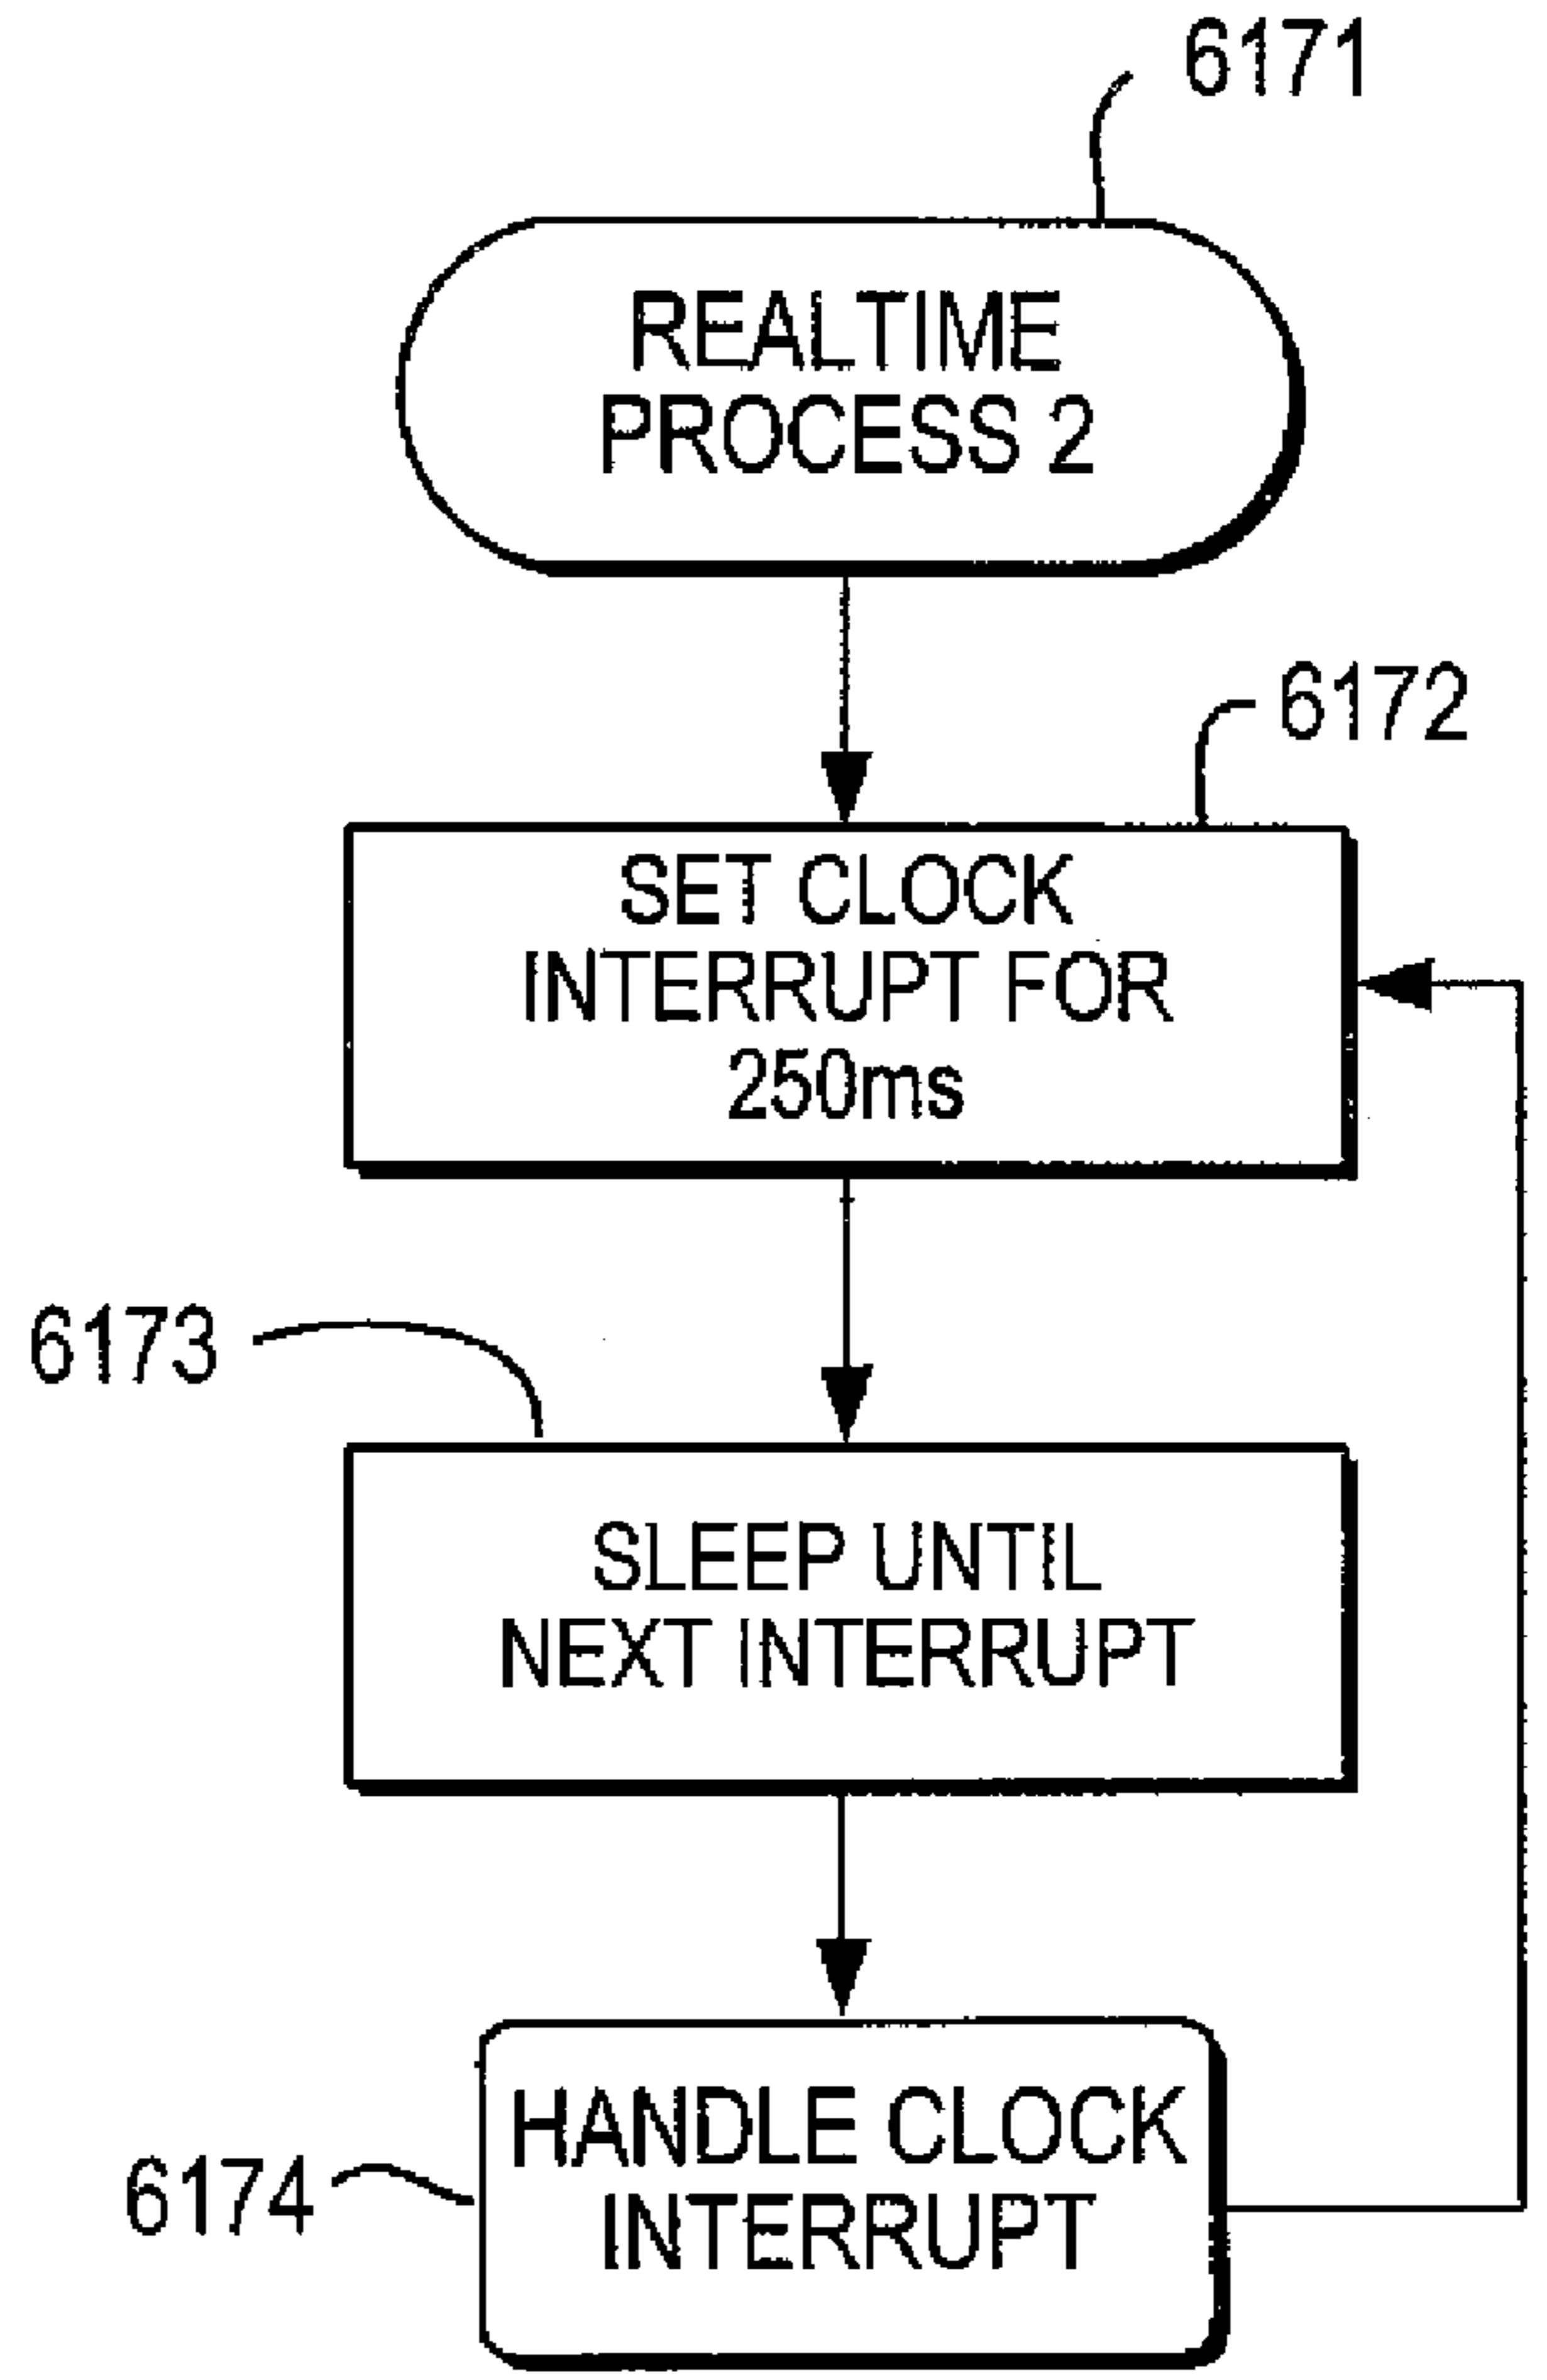 6171
REALTIME
PROCESS 2
6172
SET CLOCK
INTERRUPT FOR
250ms
6173
SLEEP UNTIL
NEXT INTERRUPT
HANDLE CLOCK
6174
INTERRUPT